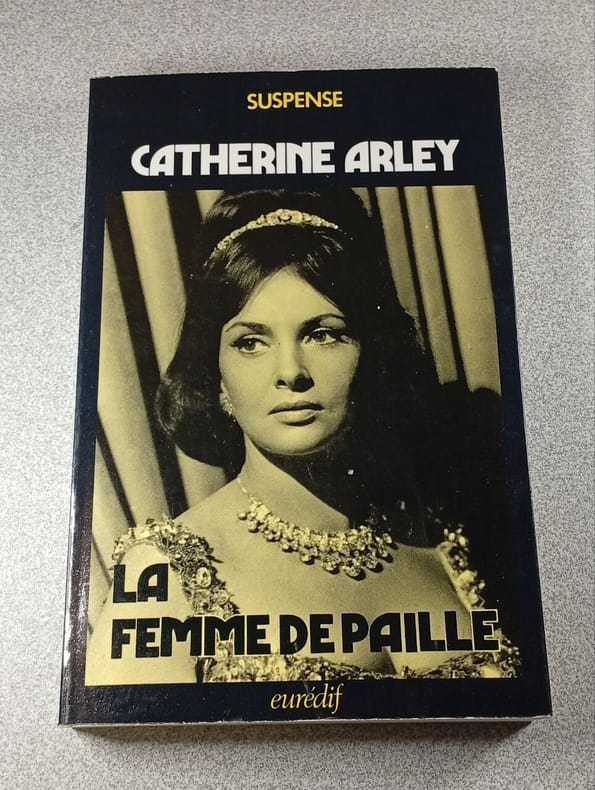 SUSPENSE
CATHERINE ARLEY
LA
FEMME DE PAILLE
eurédif